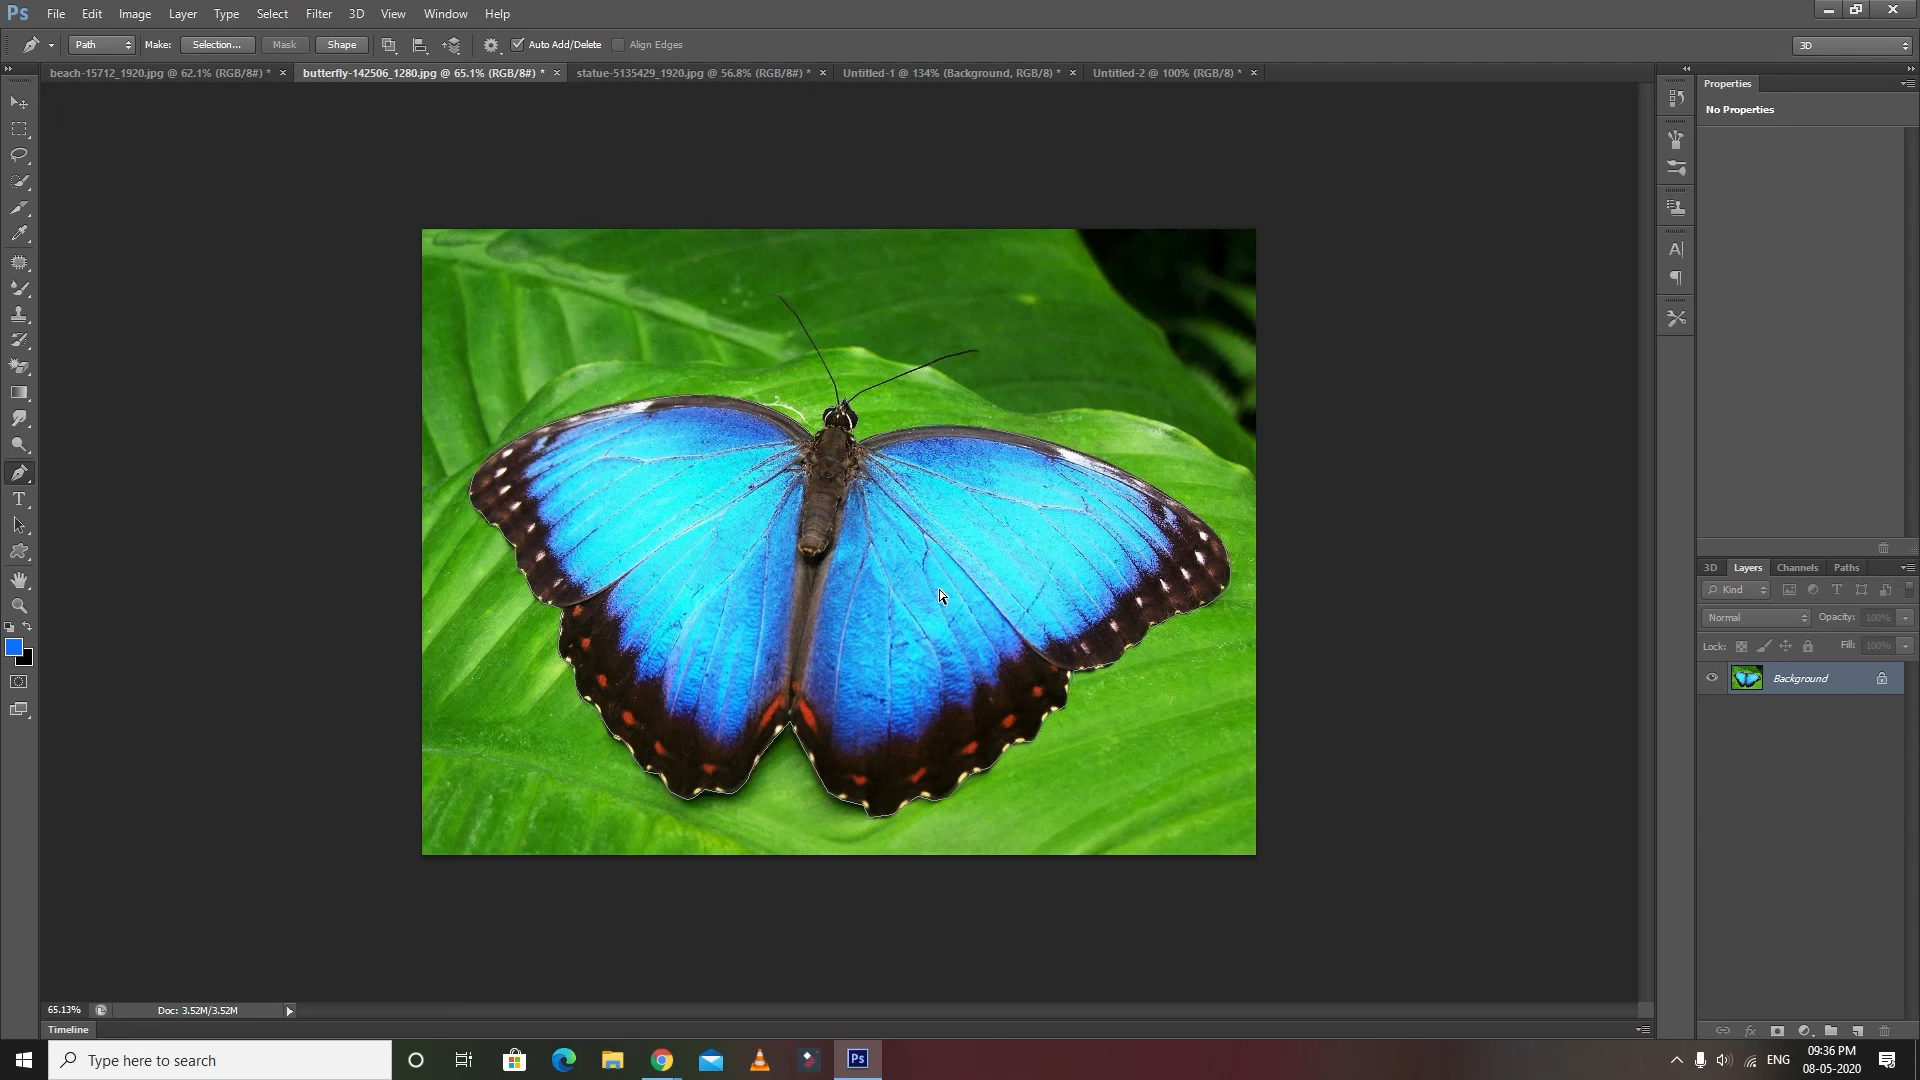 Ps File Edit Image Layer Type Select Filter 3D View Window Help
Path Make: Selection... Mask Shape Auto Add/Delete Align Edges 3D
beach-15712_1920.jpg @ 62.1% (RGB/8#) * butterfly-142506_1280.jpg @ 65.1% (RGB/8#) * statue-5135429_1920.jpg @ 56.8% (RGB/8#) * Untitled-1 @ 134% (Background, RGB/8) * Untitled-2 @ 100% (RGB/8) *
Properties
No Properties
3D Layers Channels Paths
Kind
Normal Opacity: 100%
Lock: Fill: 100%
Background
65.13% Doc: 3.52M/3.52M
Timeline
Type here to search
Ps
ENG
09:36 PM
08-05-2020